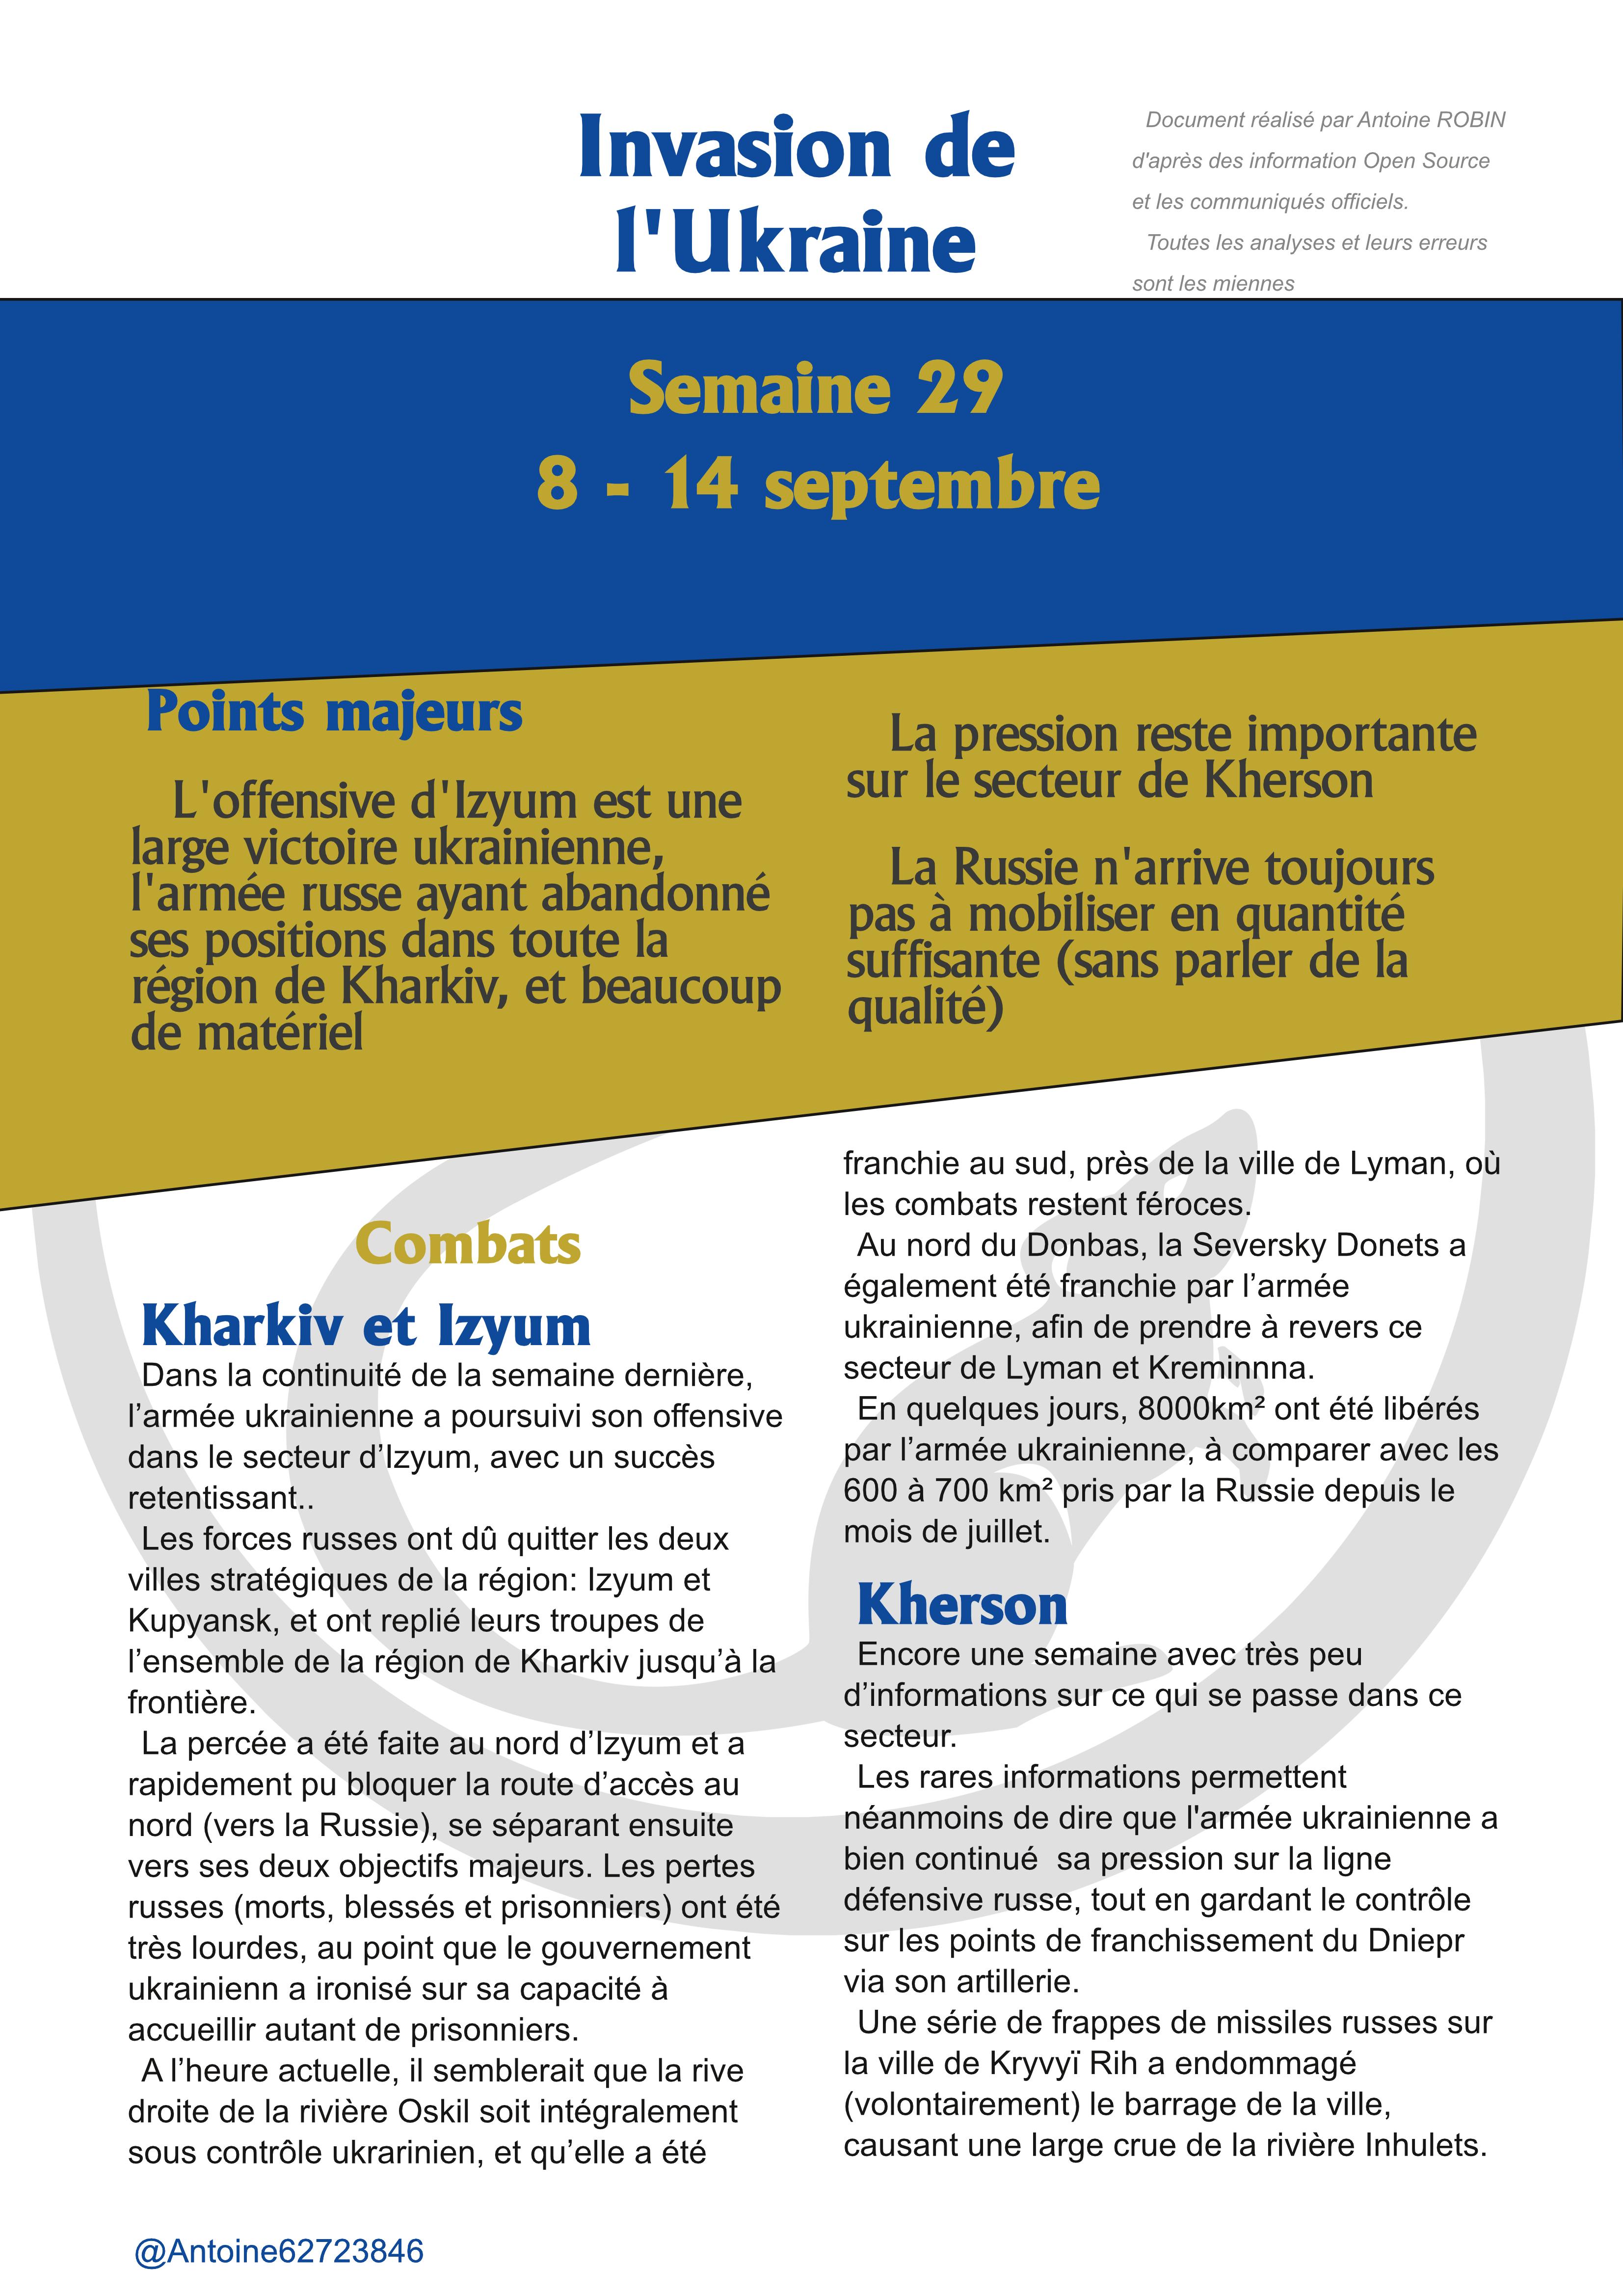 Invasion de
l'Ukraine
Document réalisé par Antoine ROBIN
d'après des information Open Source
et les communiqués officiels.
Toutes les analyses et leurs erreurs
sont les miennes
Semaine 29
8 - 14 septembre
Points majeurs
L'offensive d'Izyum est une
large victoire ukrainienne,
l'armée russe ayant abandonné
ses positions dans toute la
région de Kharkiv, et beaucoup
de matériel
La pression reste importante
sur le secteur de Kherson
La Russie n'arrive toujours
pas à mobiliser en quantité
suffisante (sans parler de la
qualité)
Combats
Kharkiv et Izyum
Dans la continuité de la semaine dernière,
l’armée ukrainienne a poursuivi son offensive
dans le secteur d’Izyum, avec un succès
retentissant..
Les forces russes ont dû quitter les deux
villes stratégiques de la région: Izyum et
Kupyansk, et ont replié leurs troupes de
l’ensemble de la région de Kharkiv jusqu’à la
frontière.
La percée a été faite au nord d’Izyum et a
rapidement pu bloquer la route d’accès au
nord (vers la Russie), se séparant ensuite
vers ses deux objectifs majeurs. Les pertes
russes (morts, blessés et prisonniers) ont été
très lourdes, au point que le gouvernement
ukrainienn a ironisé sur sa capacité à
accueillir autant de prisonniers.
A l’heure actuelle, il semblerait que la rive
droite de la rivière Oskil soit intégralement
sous contrôle ukrarinien, et qu’elle a été
franchie au sud, près de la ville de Lyman, où
les combats restent féroces.
Au nord du Donbas, la Seversky Donets a
également été franchie par l’armée
ukrainienne, afin de prendre à revers ce
secteur de Lyman et Kreminnna.
En quelques jours, 8000km² ont été libérés
par l’armée ukrainienne, à comparer avec les
600 à 700 km² pris par la Russie depuis le
mois de juillet.
Kherson
Encore une semaine avec très peu
d’informations sur ce qui se passe dans ce
secteur.
Les rares informations permettent
néanmoins de dire que l'armée ukrainienne a
bien continué  sa pression sur la ligne
défensive russe, tout en gardant le contrôle
sur les points de franchissement du Dniepr
via son artillerie.
Une série de frappes de missiles russes sur
la ville de Kryvyï Rih a endommagé
(volontairement) le barrage de la ville,
causant une large crue de la rivière Inhulets.
@Antoine62723846